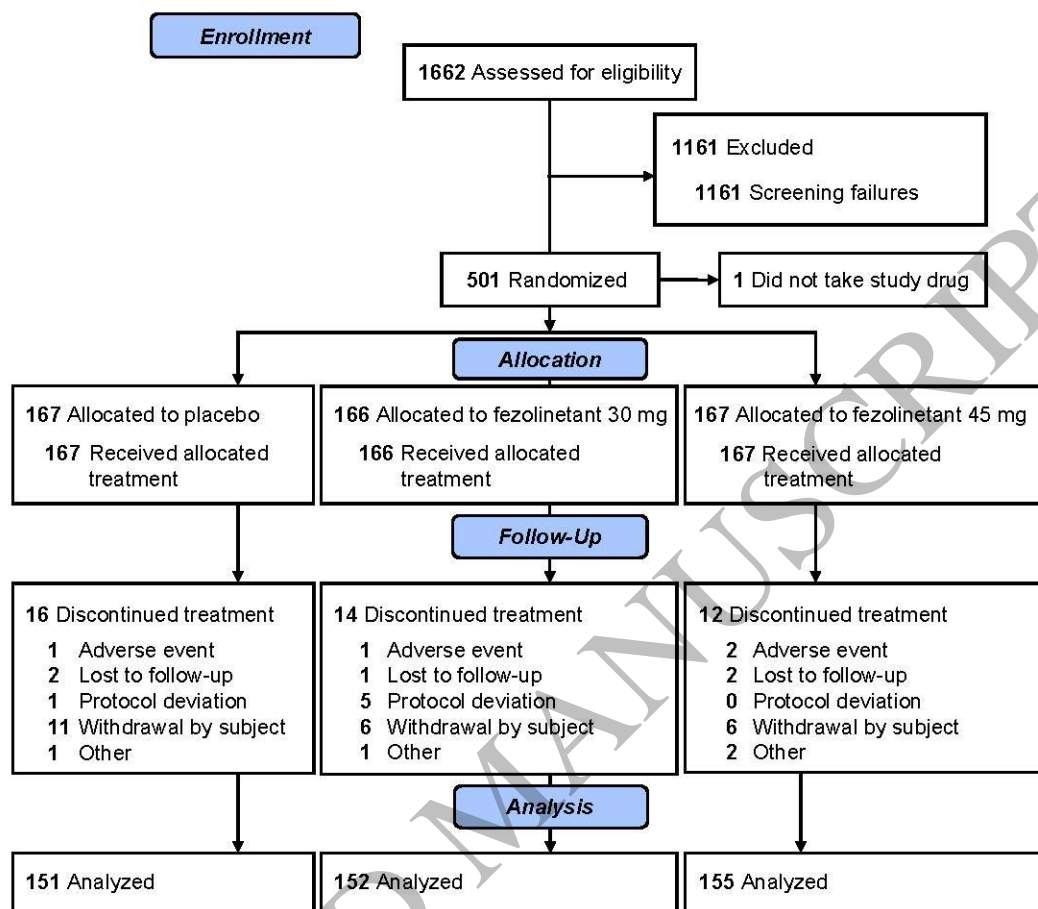 Enrollment
1662 Assessed for eligibility
1161 Excluded
1161 Screening failures
501 Randomized
1 Did not take study drug
Allocation
167 Allocated to placebo
167 Received allocated
treatment
166 Allocated to fezolinetant 30 mg
166 Received allocated
treatment
167 Allocated to fezolinetant 45 mg
167 Received allocated
treatment
Follow-Up
16 Discontinued treatment
1 Adverse event
2 Lost to follow-up
1 Protocol deviation
11 Withdrawal by subject
1 Other
14 Discontinued treatment
1 Adverse event
1 Lost to follow-up
5 Protocol deviation
6 Withdrawal by subject
1 Other
12 Discontinued treatment
2 Adverse event
2 Lost to follow-up
0 Protocol deviation
6 Withdrawal by subject
2 Other
Analysis
151 Analyzed
152 Analyzed
155 Analyzed
D MANUSCRIPT